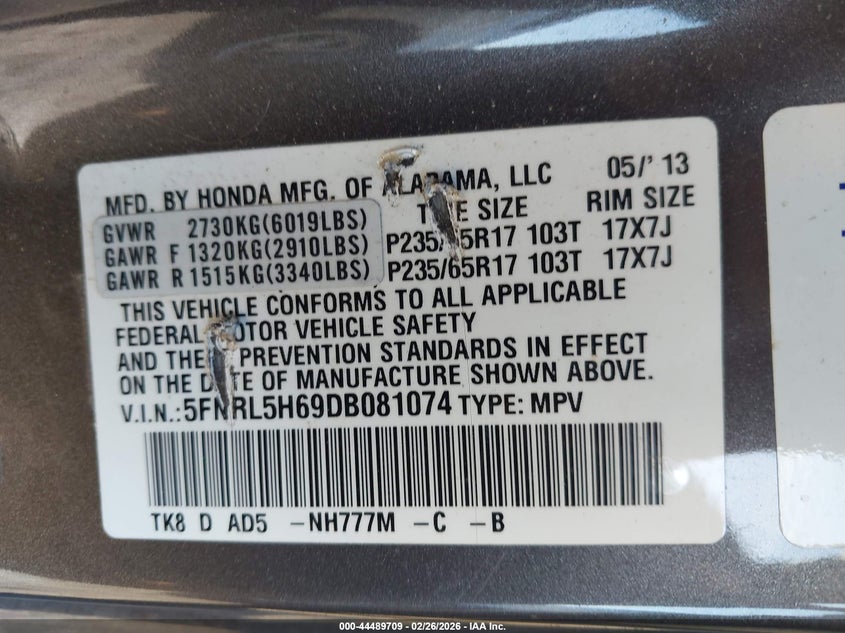 MFD. BY HONDA MFG. OF ALABAMA, LLC 05/' 13
GVWR 2730KG(6019LBS) TIRE SIZE RIM SIZE
GAWR F 1320KG(2910LBS) P235/65R17 103T 17X7J
GAWR R 1515KG(3340LBS) P235/65R17 103T 17X7J
THIS VEHICLE CONFORMS TO ALL APPLICABLE
FEDERAL MOTOR VEHICLE SAFETY
AND THEFT PREVENTION STANDARDS IN EFFECT
ON THE DATE OF MANUFACTURE SHOWN ABOVE.
V.I.N.:5FNRL5H69DB081074 TYPE: MPV
TK8 D AD5 -NH777M -C -B
000-44489709 - 02/26/2026 - IAA Inc.